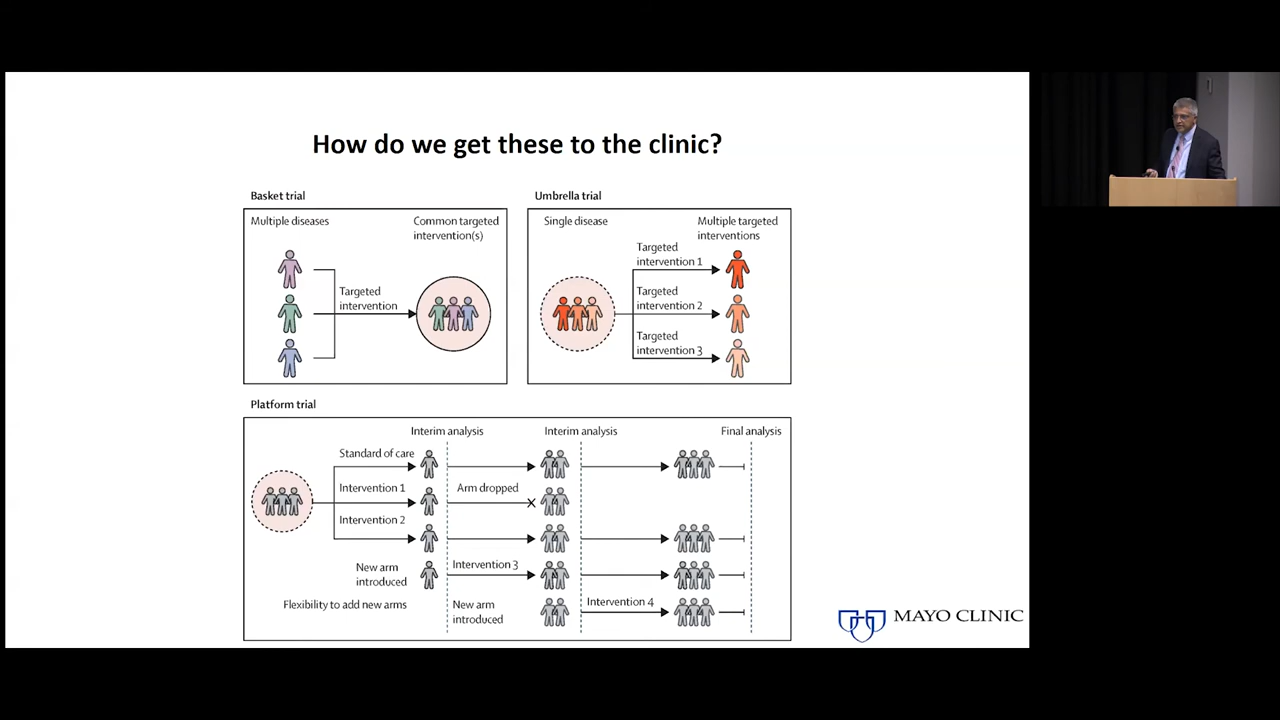 How do we get these to the clinic?
Basket trial
Multiple diseases
Common targeted
intervention(s)
Targeted
intervention
Umbrella trial
Single disease
Multiple targeted
interventions
Targeted
intervention 1
Targeted
intervention 2
Targeted
intervention 3
Platform trial
Interim analysis
Interim analysis
Final analysis
Standard of care
Intervention 1
Arm dropped
Intervention 2
New arm
introduced
Intervention 3
Flexibility to add new arms
New arm
introduced
Intervention 4
MAYO CLINIC